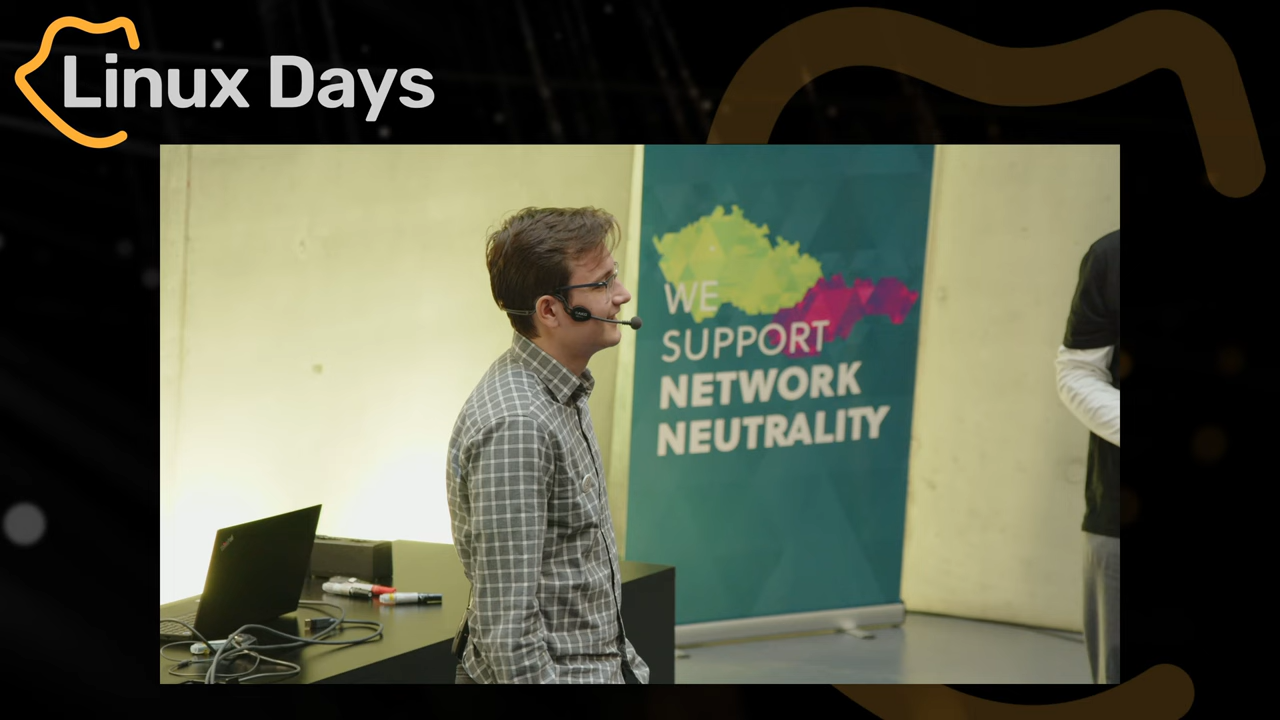 Linux Days
WE
SUPPORT
NETWORK
NEUTRALITY